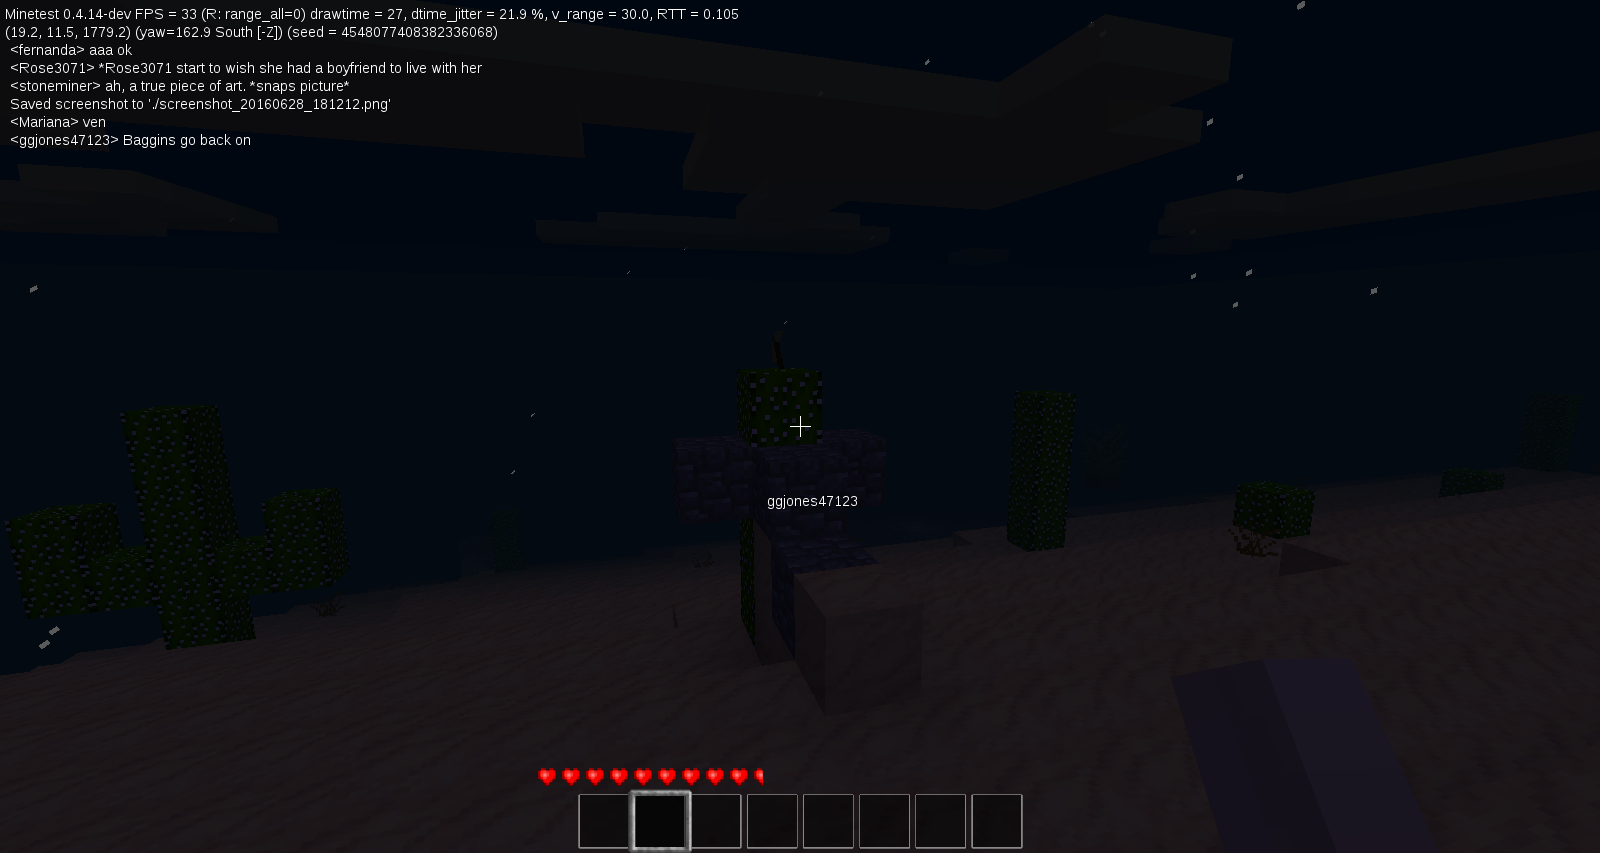 Minetest 0.4.14-dev FPS = 33 (R: range_all=0) drawtime = 27, dtime_jitter = 21.9 %, v_range = 30.0, RTT = 0.105
(19.2, 11.5, 1779.2) (yaw=162.9 South [-Z]) (seed = 4548077408382336068)
<fernanda> aaa ok
<Rose3071> *Rose3071 start to wish she had a boyfriend to live with her
<stoneminer> ah, a true piece of art. *snaps picture*
Saved screenshot to './screenshot_20160628_181212.png'
<Mariana> ven
<ggjones47123> Baggins go back on
ggjones47123